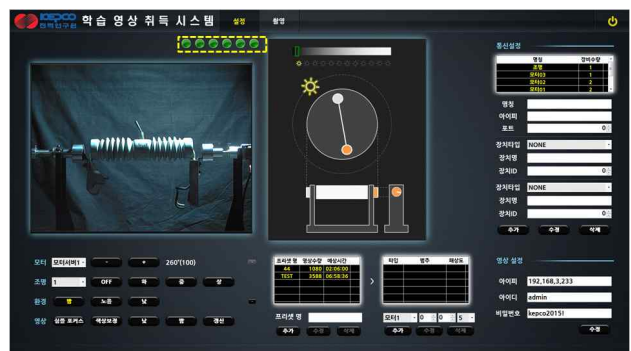 KEPCO 전력연구원 학습 영상 취득 시스템 설정 촬영
통신설정
명칭 장비수량
조명 1
모터03 1
모터02 2
모터01 2
명칭
아이피
포트 0
장치타입 NONE
장치명
장치ID 0
장치타입 NONE
장치명
장치ID 0
추가 수정 삭제
모터 모터서버1 - + 260°(100)
조명 1 OFF 하 중 상
환경 밤 노을 낮
영상 심플 포커스 색상보정 낮 밤 갱신
프리셋 명 영상수량 예상시간
44 1080 02:06:00
TEST 3588 06:58:36
프리셋 명
추가 수정 삭제
>
타입 범주 해상도
모터1 0 0 5
추가 수정 삭제
영상 설정
아이피 192,168,3,233
아이디 admin
비밀번호 kepco2015!
수정